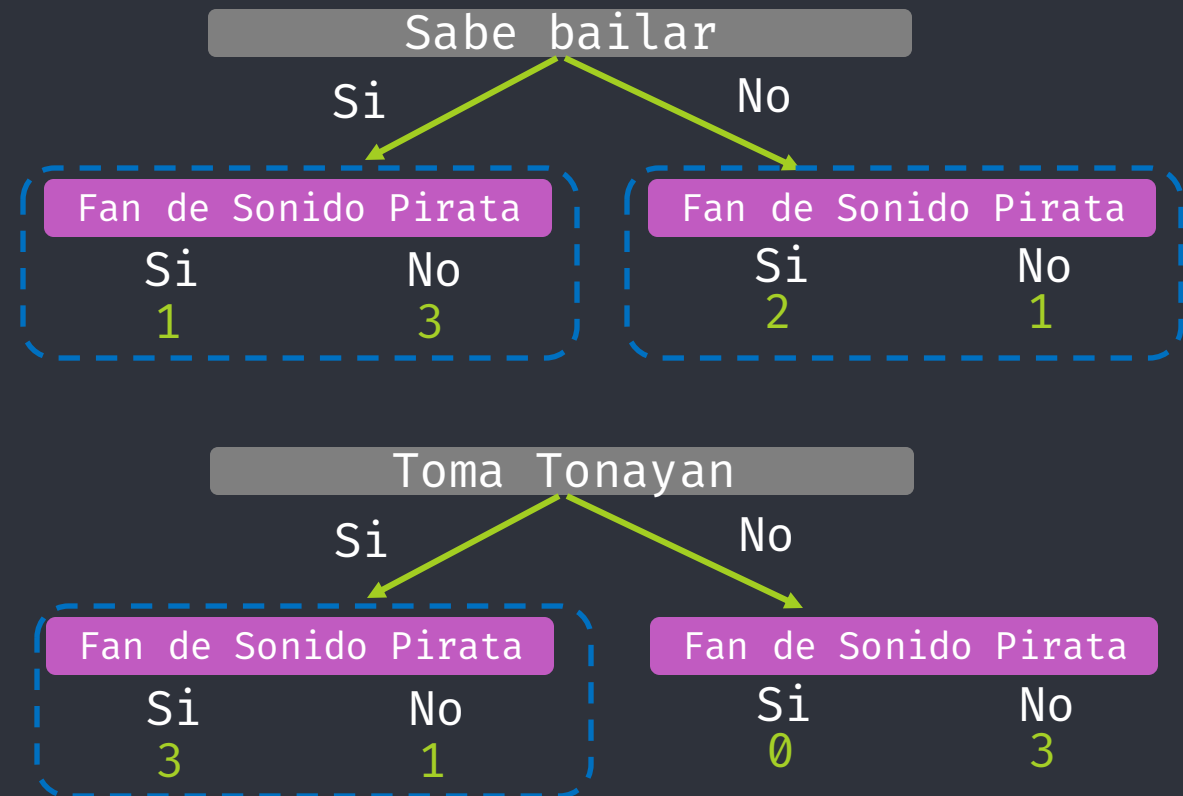 Sabe bailar
Si No
Fan de Sonido Pirata Fan de Sonido Pirata
Si No Si No
1 3 2 1
Toma Tonayan
Si No
Fan de Sonido Pirata Fan de Sonido Pirata
Si No Si No
3 1 0 3